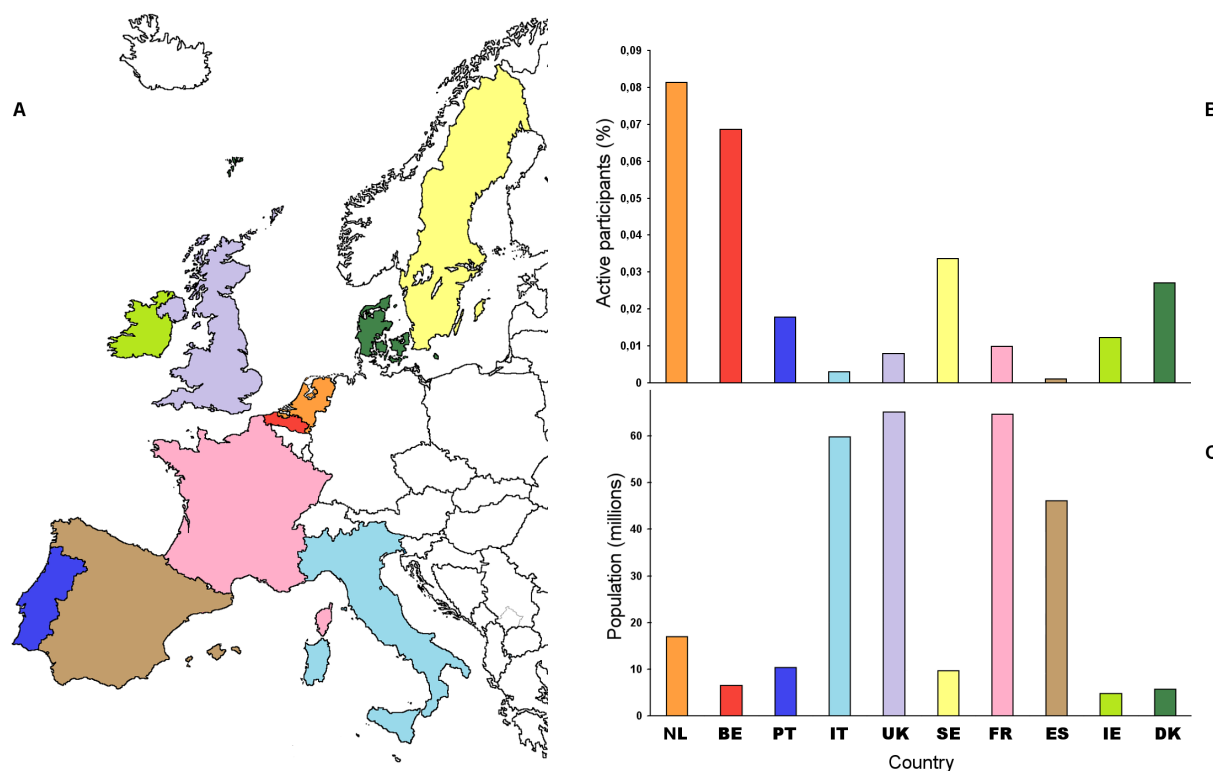 A
B
C
Active participants (%)
0,09
0,08
0,07
0,06
0,05
0,04
0,03
0,02
0,01
0
Population (millions)
60
50
40
30
20
10
0
NL BE PT IT UK SE FR ES IE DK
Country